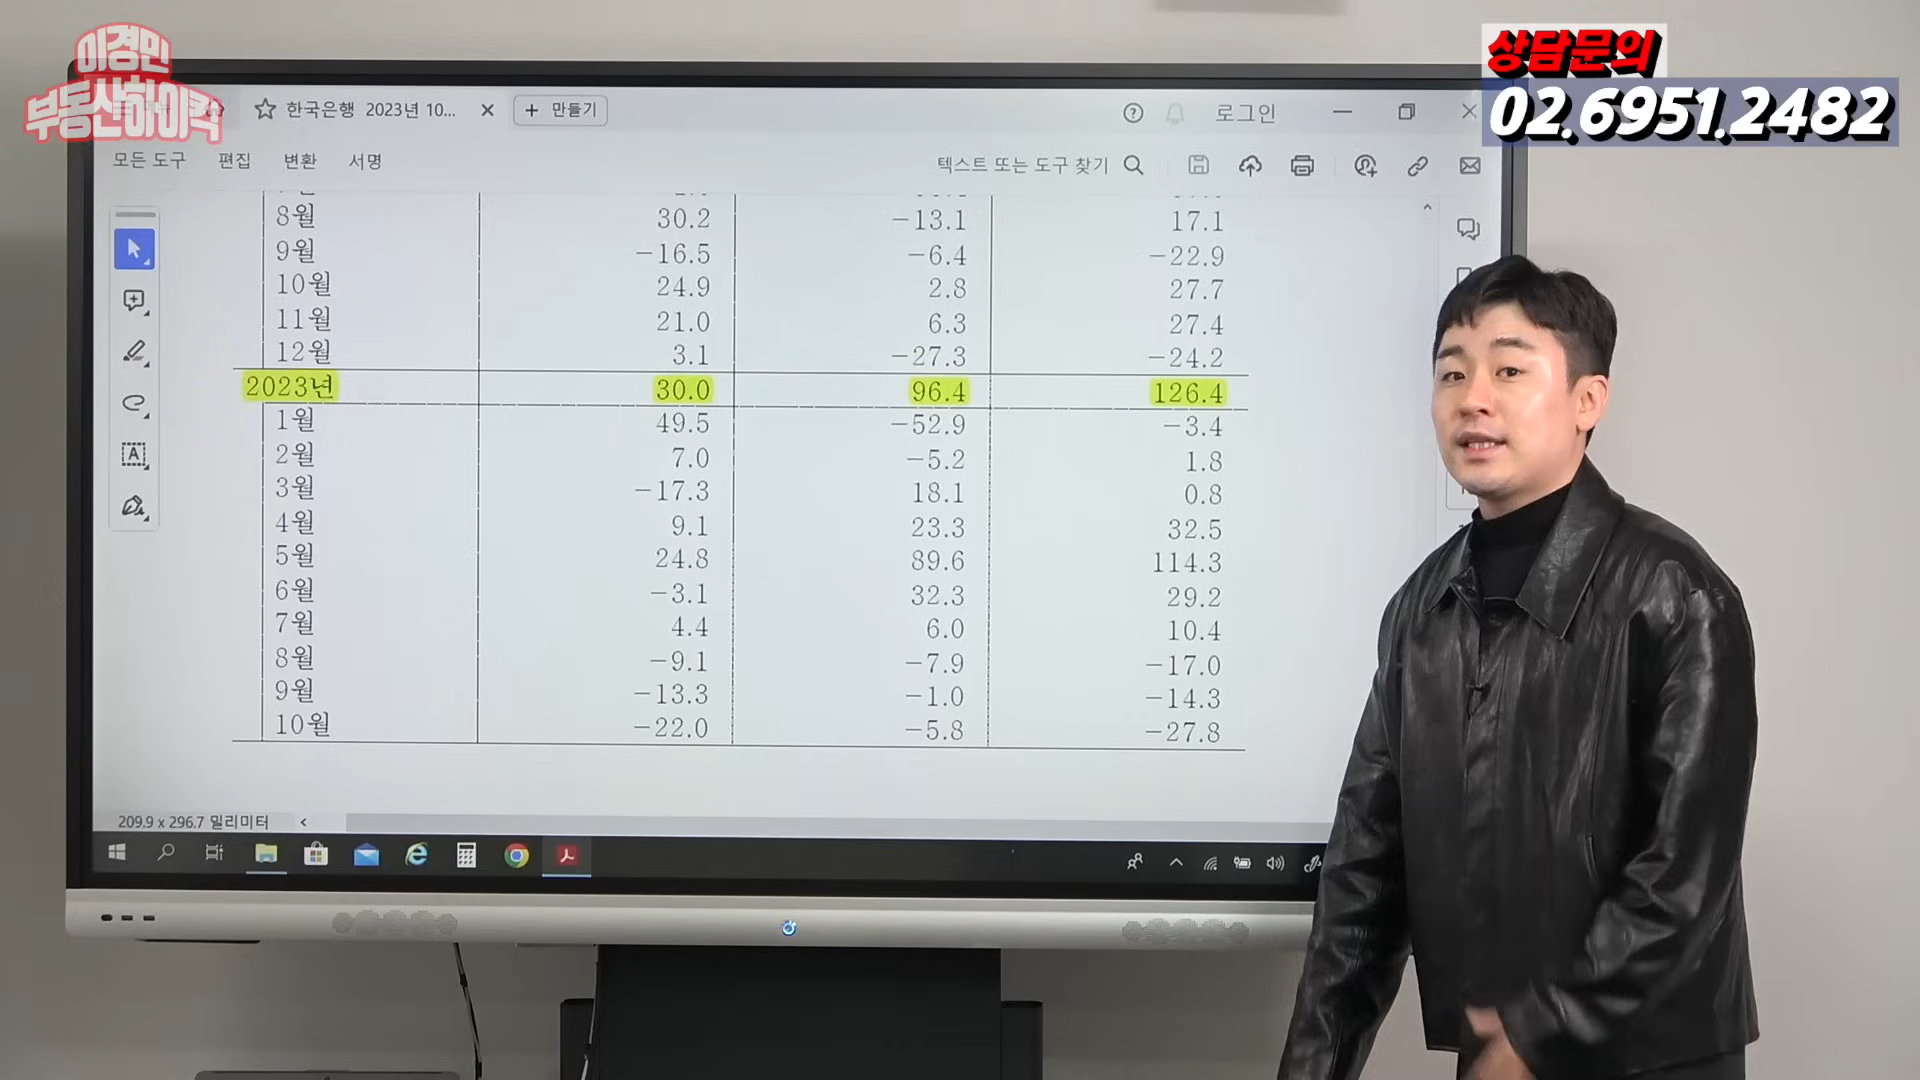 이경민
부동산하이킥
상담문의
02.6951.2482
한국은행 2023년 10...
만들기
로그인
모든 도구 편집 변환 서명
텍스트 또는 도구 찾기
8월 30.2 -13.1 17.1
9월 -16.5 -6.4 -22.9
10월 24.9 2.8 27.7
11월 21.0 6.3 27.4
12월 3.1 -27.3 -24.2
2023년 30.0 96.4 126.4
1월 49.5 -52.9 -3.4
2월 7.0 -5.2 1.8
3월 -17.3 18.1 0.8
4월 9.1 23.3 32.5
5월 24.8 89.6 114.3
6월 -3.1 32.3 29.2
7월 4.4 6.0 10.4
8월 -9.1 -7.9 -17.0
9월 -13.3 -1.0 -14.3
10월 -22.0 -5.8 -27.8
209.9 x 296.7 밀리미터